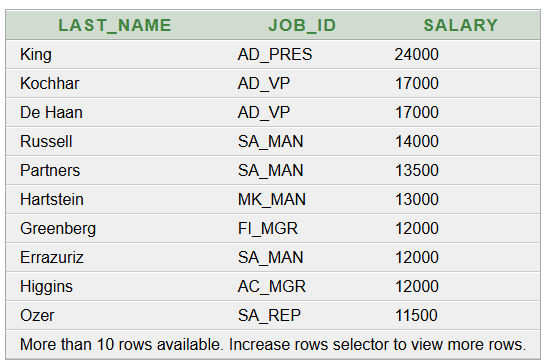 LAST_NAME JOB_ID SALARY
King AD_PRES 24000
Kochhar AD_VP 17000
De Haan AD_VP 17000
Russell SA_MAN 14000
Partners SA_MAN 13500
Hartstein MK_MAN 13000
Greenberg FI_MGR 12000
Errazuriz SA_MAN 12000
Higgins AC_MGR 12000
Ozer SA_REP 11500
More than 10 rows available. Increase rows selector to view more rows.